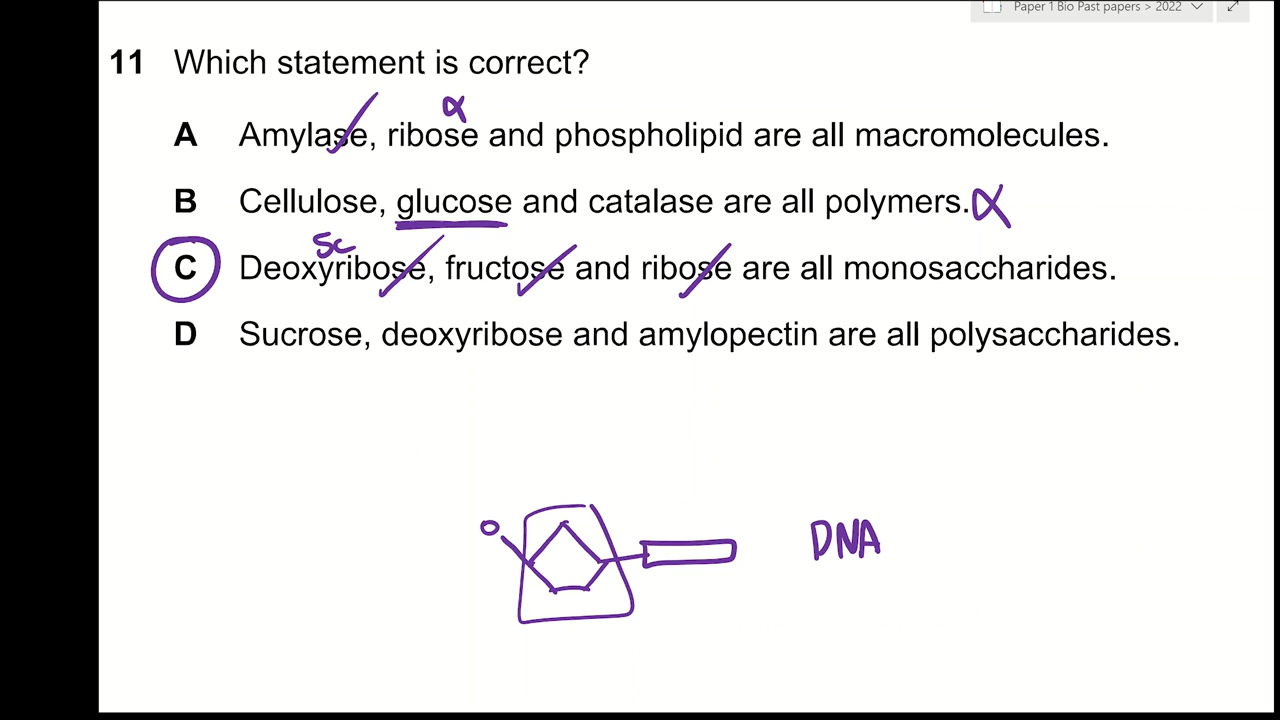 Paper 1 Bio Past papers > 2022
11 Which statement is correct?
α
A Amylase, ribose and phospholipid are all macromolecules.
B Cellulose, glucose and catalase are all polymers. α
5c
C Deoxyribose, fructose and ribose are all monosaccharides.
D Sucrose, deoxyribose and amylopectin are all polysaccharides.
DNA